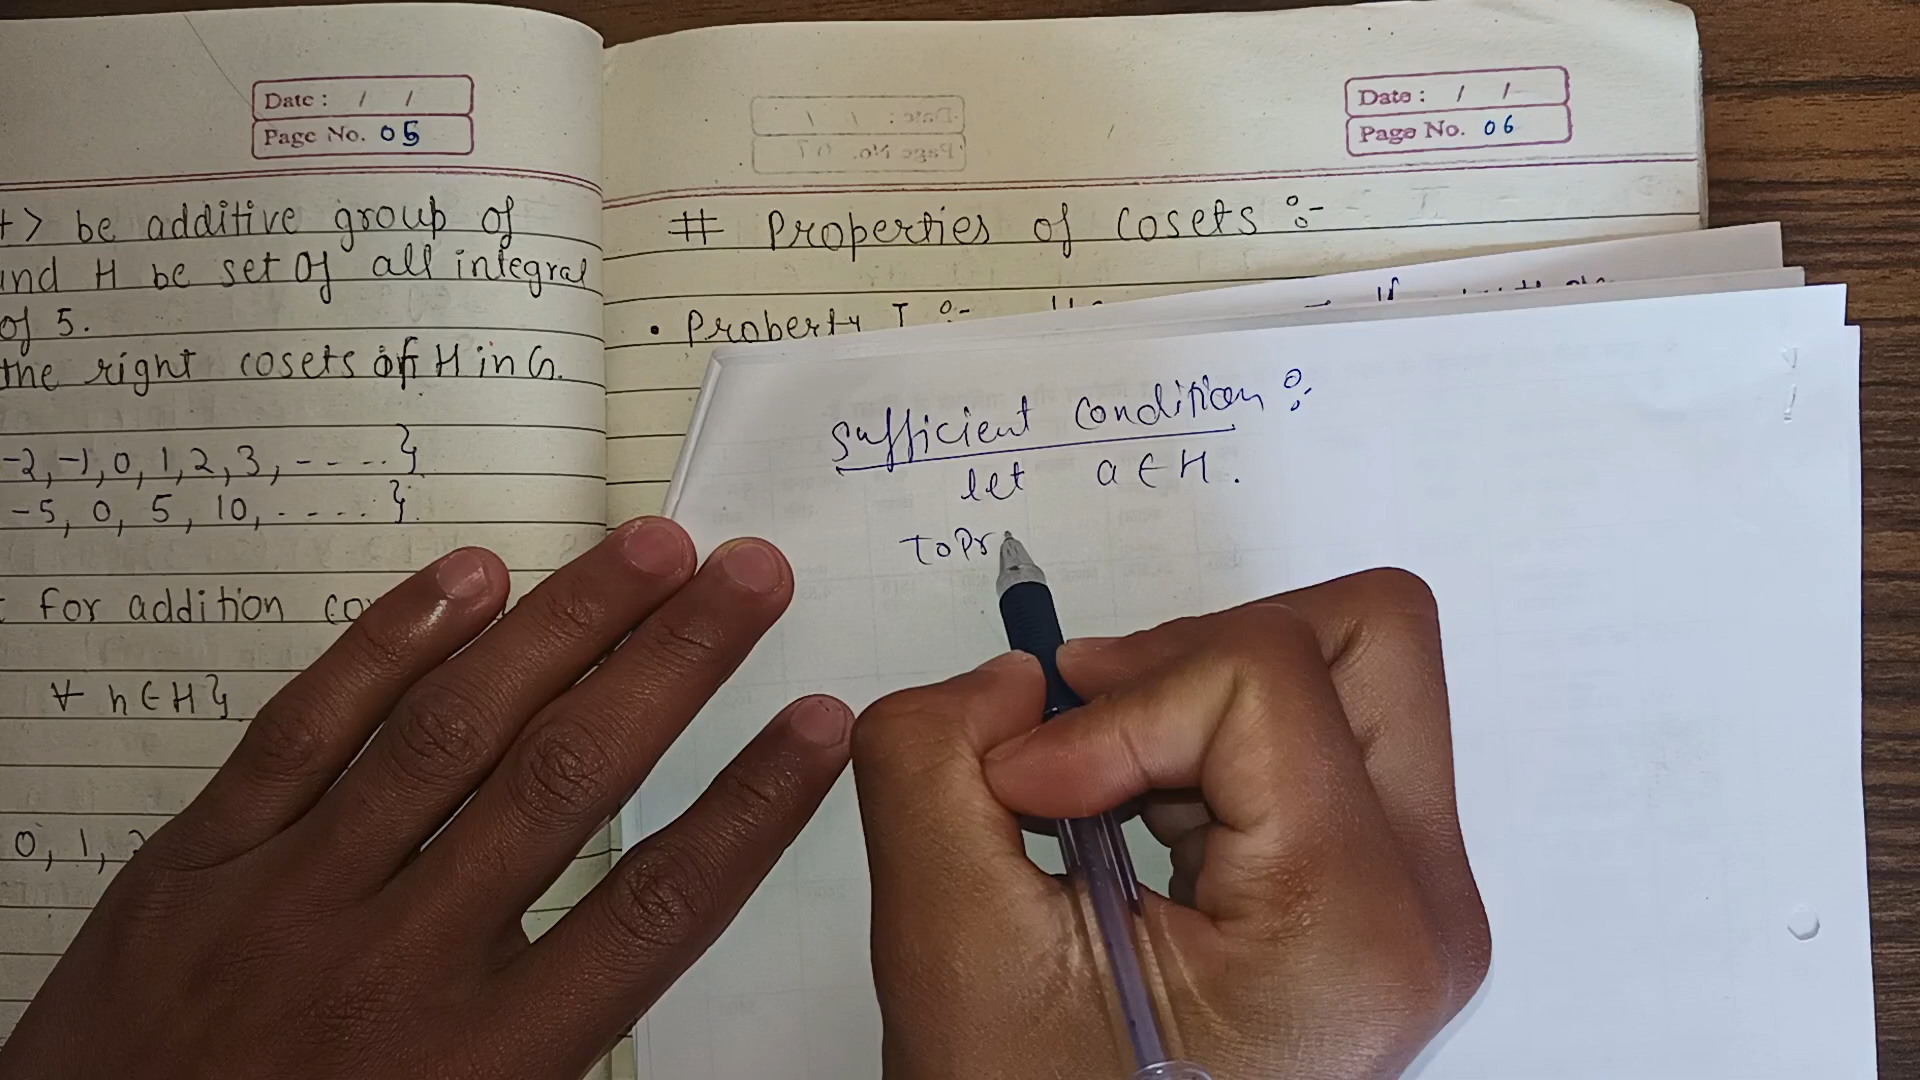 Date : / /
Page No. 05
+> be additive group of
and H be set of all integral
of 5.
the right cosets of H in G.
-2, -1, 0, 1, 2, 3, - - - - }
-5, 0, 5, 10, - - - - }
for addition
∀ h ∈ H}
0, 1,
Date : / /
Page No. 06
# Properties of cosets :-
• Property I :-
Sufficient condition :-
let a ∈ H.
To Pr